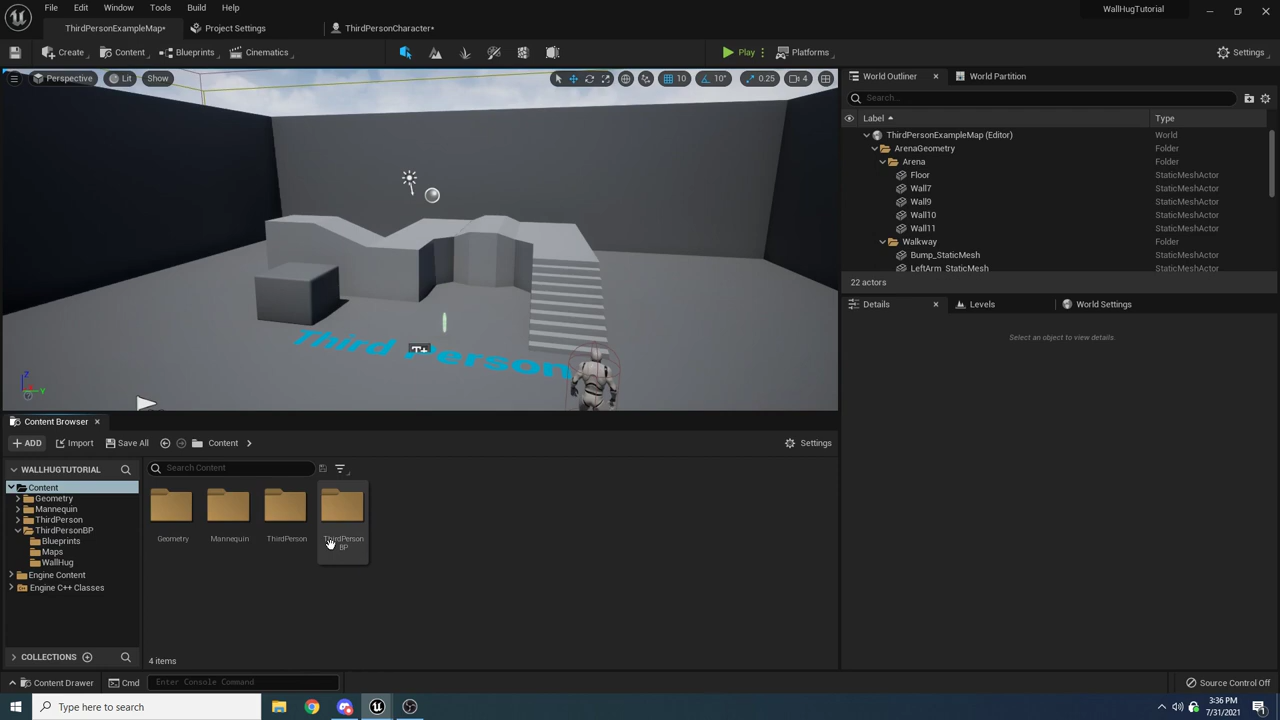 File Edit Window Tools Build Help
WallHugTutorial
ThirdPersonExampleMap* Project Settings ThirdPersonCharacter*
Create Content Blueprints Cinematics Play Platforms Settings
Perspective Lit Show 10 10° 0.25 4
Third Person
World Outliner World Partition
Search...
Label Type
ThirdPersonExampleMap (Editor) World
ArenaGeometry Folder
Arena Folder
Floor StaticMeshActor
Wall7 StaticMeshActor
Wall9 StaticMeshActor
Wall10 StaticMeshActor
Wall11 StaticMeshActor
Walkway Folder
Bump_StaticMesh StaticMeshActor
LeftArm_StaticMesh StaticMeshActor
22 actors
Details Levels World Settings
Select an object to view details.
Content Browser
ADD Import Save All Content Settings
WALLHUGTUTORIAL
Search Content
Content
Geometry
Mannequin
ThirdPerson
ThirdPersonBP
Blueprints
Maps
WallHug
Engine Content
Engine C++ Classes
Geometry Mannequin ThirdPerson ThirdPerson
BP
COLLECTIONS
4 items
Content Drawer Cmd Enter Console Command Source Control Off
Type here to search
3:36 PM
7/31/2021